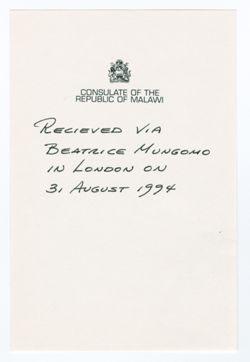 CONSULATE OF THE
REPUBLIC OF MALAWI
RECIEVED VIA
BEATRICE MUNGOMO
IN LONDON ON
31 AUGUST 1994